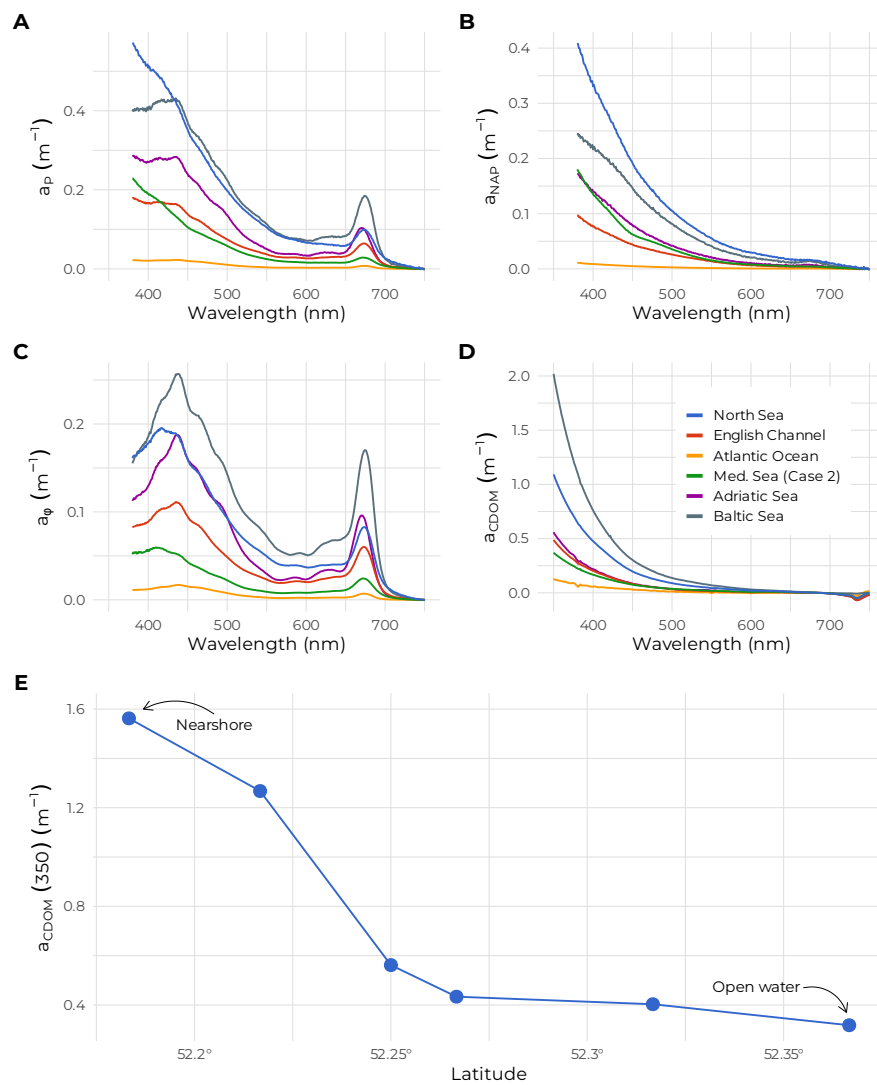 A
B
a_P (m⁻¹)
0.4
0.2
0.0
400
500
600
700
Wavelength (nm)
a_NAP (m⁻¹)
0.4
0.3
0.2
0.1
0.0
400
500
600
700
Wavelength (nm)
C
D
a_φ (m⁻¹)
0.2
0.1
0.0
400
500
600
700
Wavelength (nm)
a_CDOM (m⁻¹)
2.0
1.5
1.0
0.5
0.0
North Sea
English Channel
Atlantic Ocean
Med. Sea (Case 2)
Adriatic Sea
Baltic Sea
400
500
600
700
Wavelength (nm)
E
a_CDOM (350) (m⁻¹)
1.6
1.2
0.8
0.4
Nearshore
Open water
52.2°
52.25°
52.3°
52.35°
Latitude